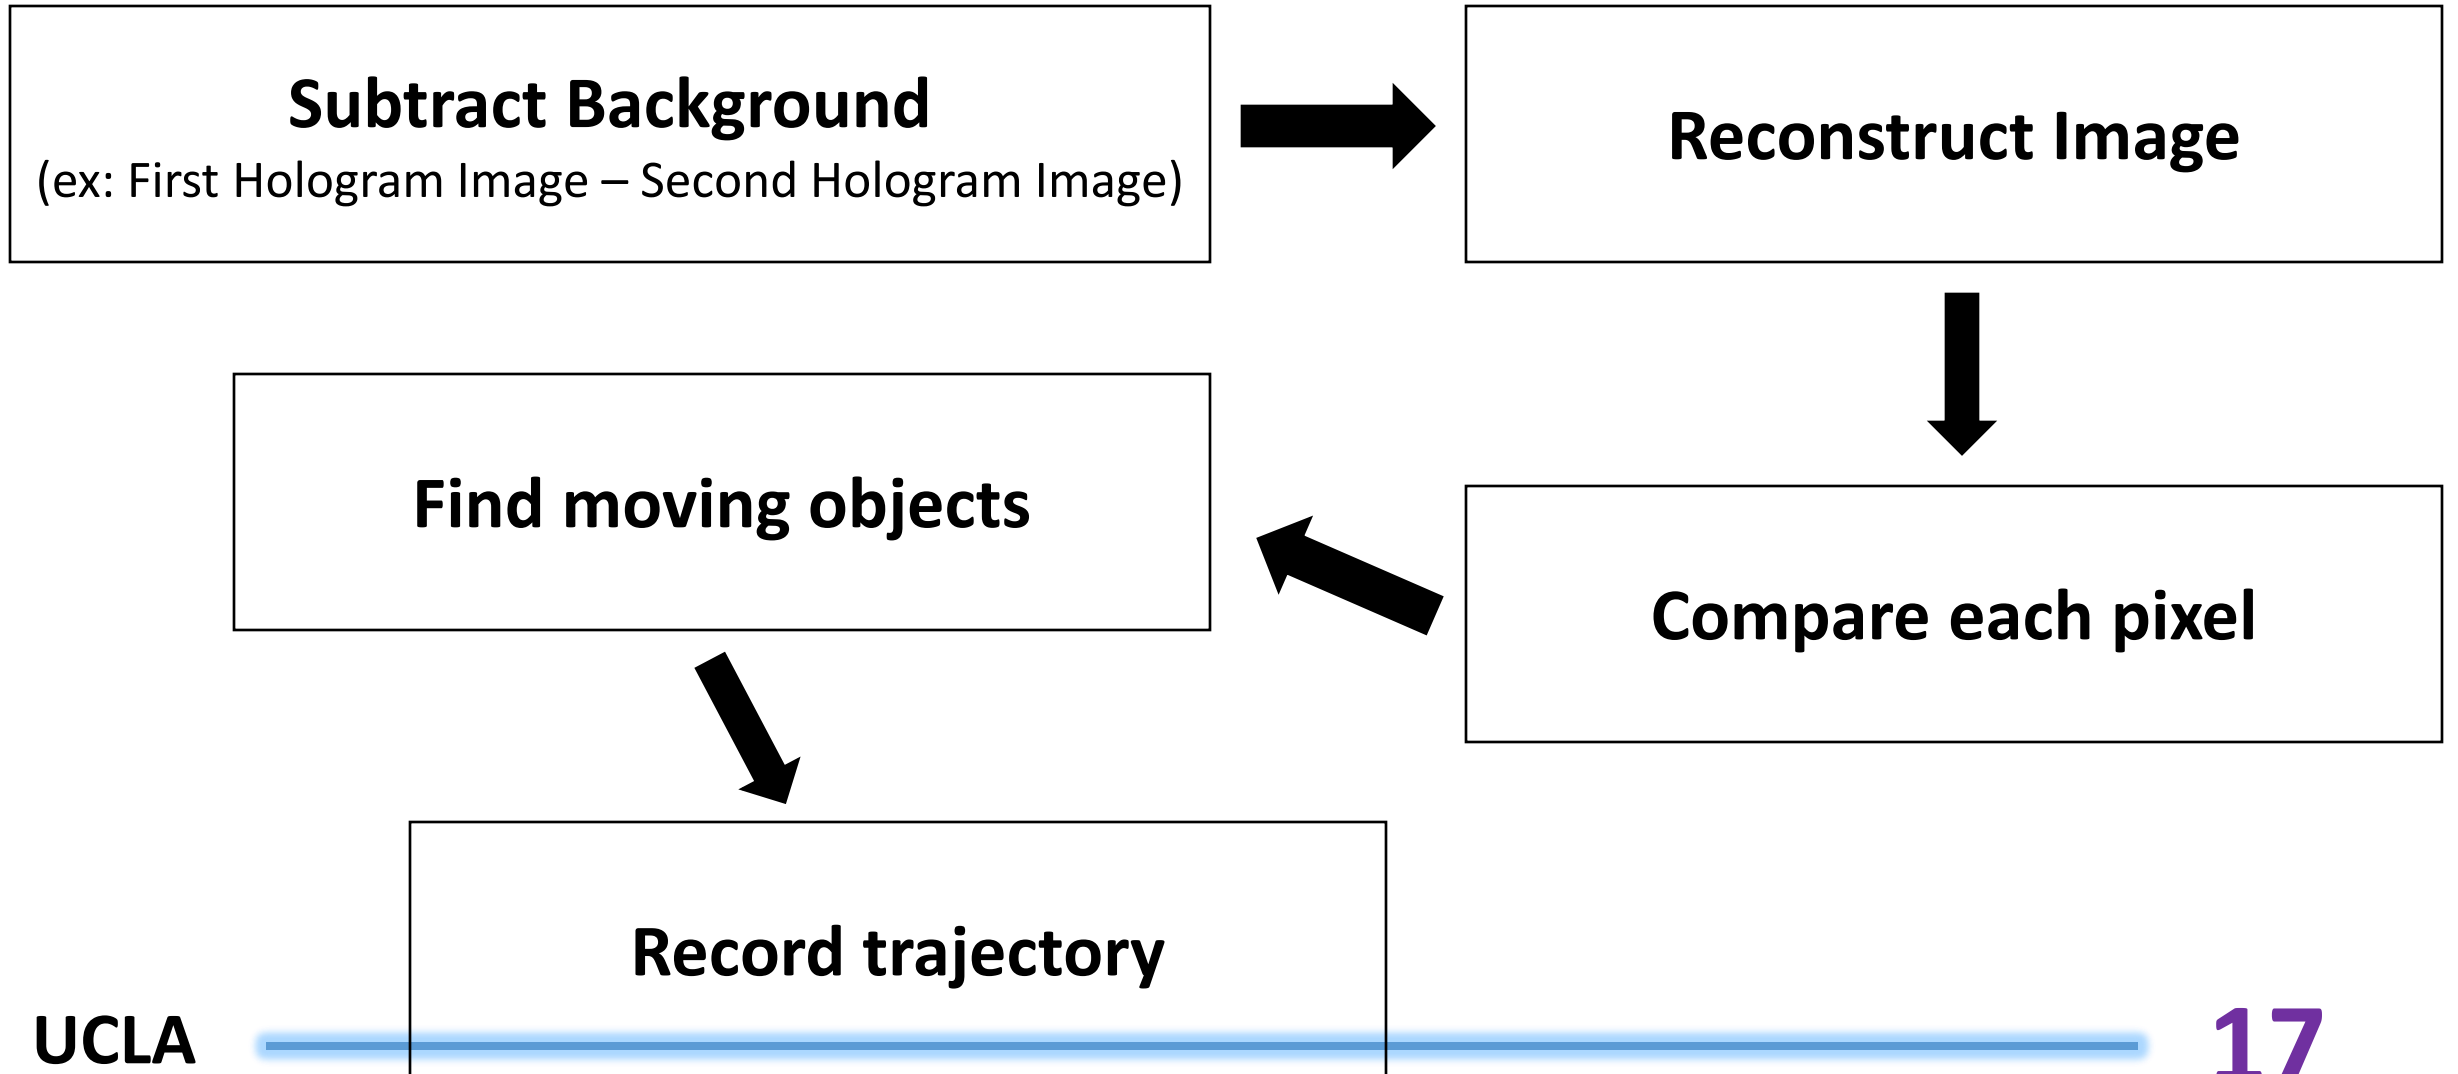 Subtract Background
(ex: First Hologram Image – Second Hologram Image)
Reconstruct Image
Compare each pixel
Find moving objects
Record trajectory
UCLA
17